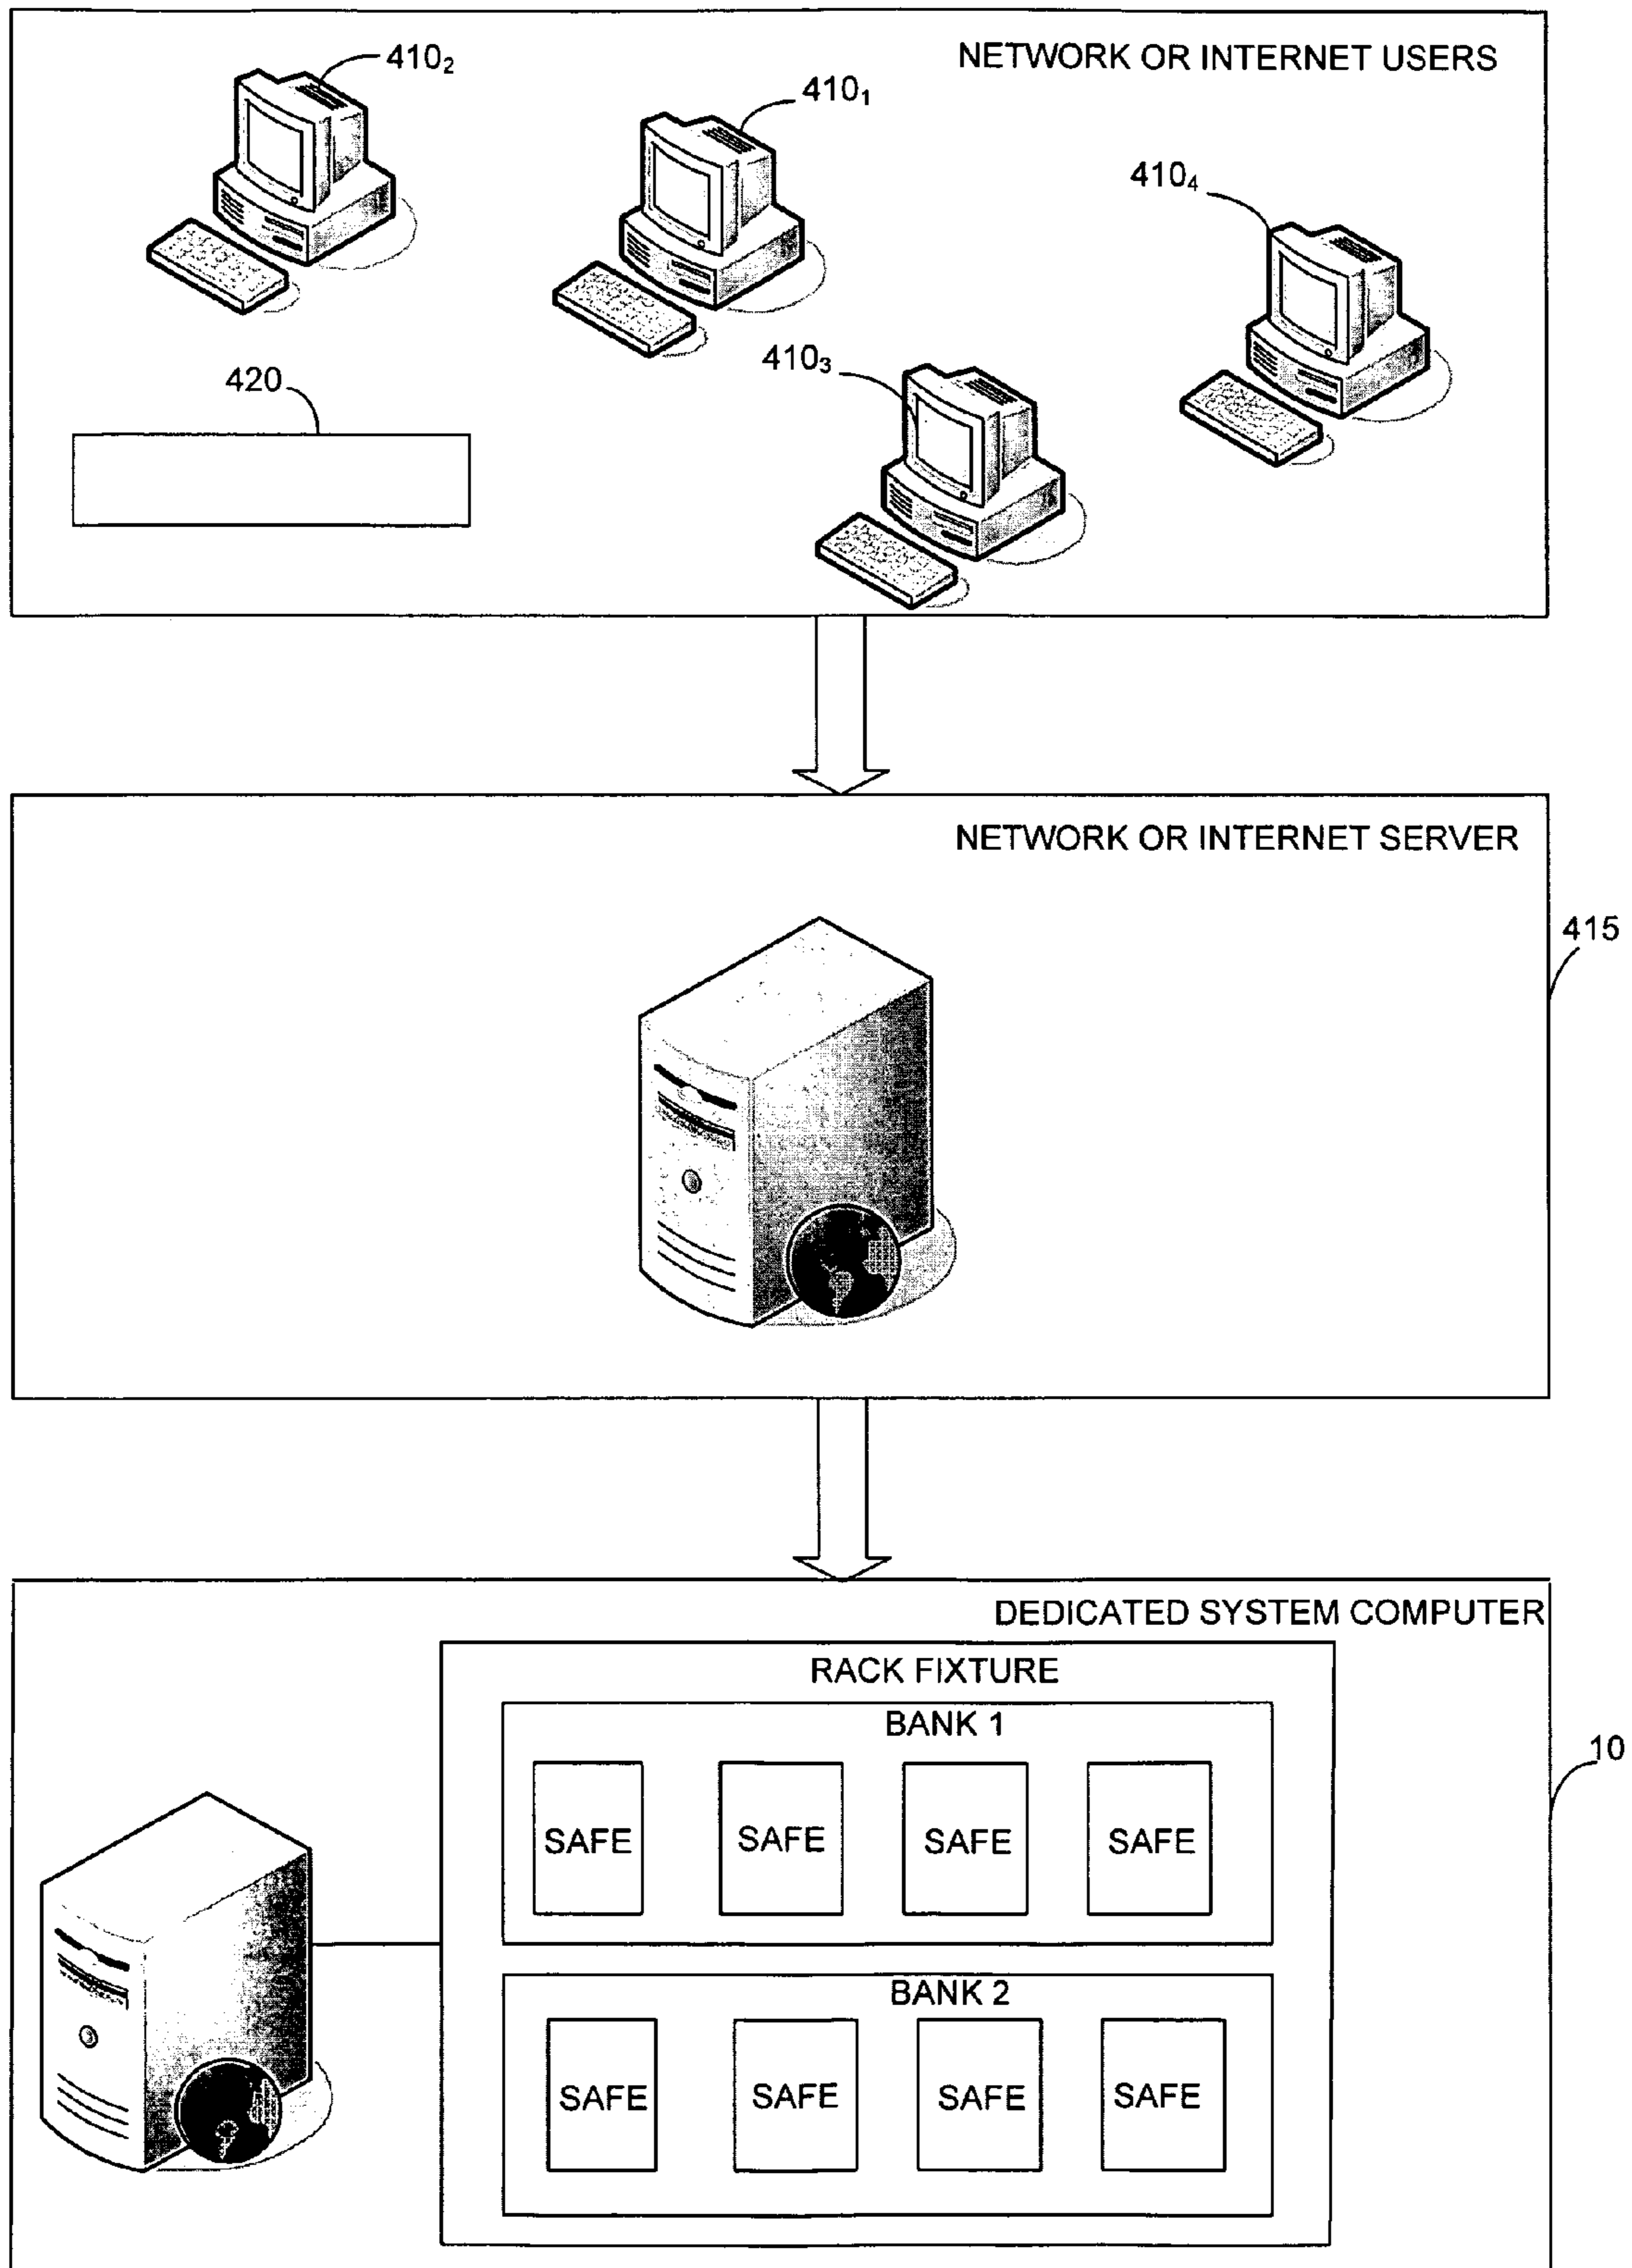 NETWORK OR INTERNET USERS
410₂
410₁
410₄
410₃
420
NETWORK OR INTERNET SERVER
415
DEDICATED SYSTEM COMPUTER
RACK FIXTURE
BANK 1
10
SAFE SAFE SAFE SAFE
BANK 2
SAFE SAFE SAFE SAFE